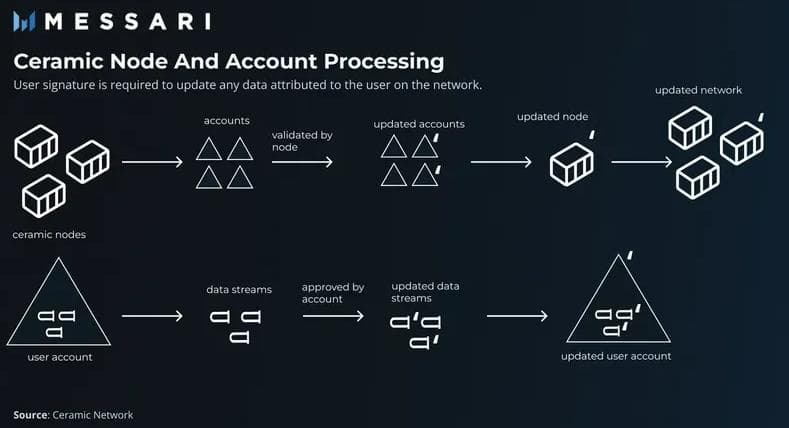 MESSARI
Ceramic Node And Account Processing
User signature is required to update any data attributed to the user on the network.
updated network
accounts
validated by
node
updated accounts
updated node
ceramic nodes
data streams
approved by
account
updated data
streams
user account
updated user account
Source: Ceramic Network